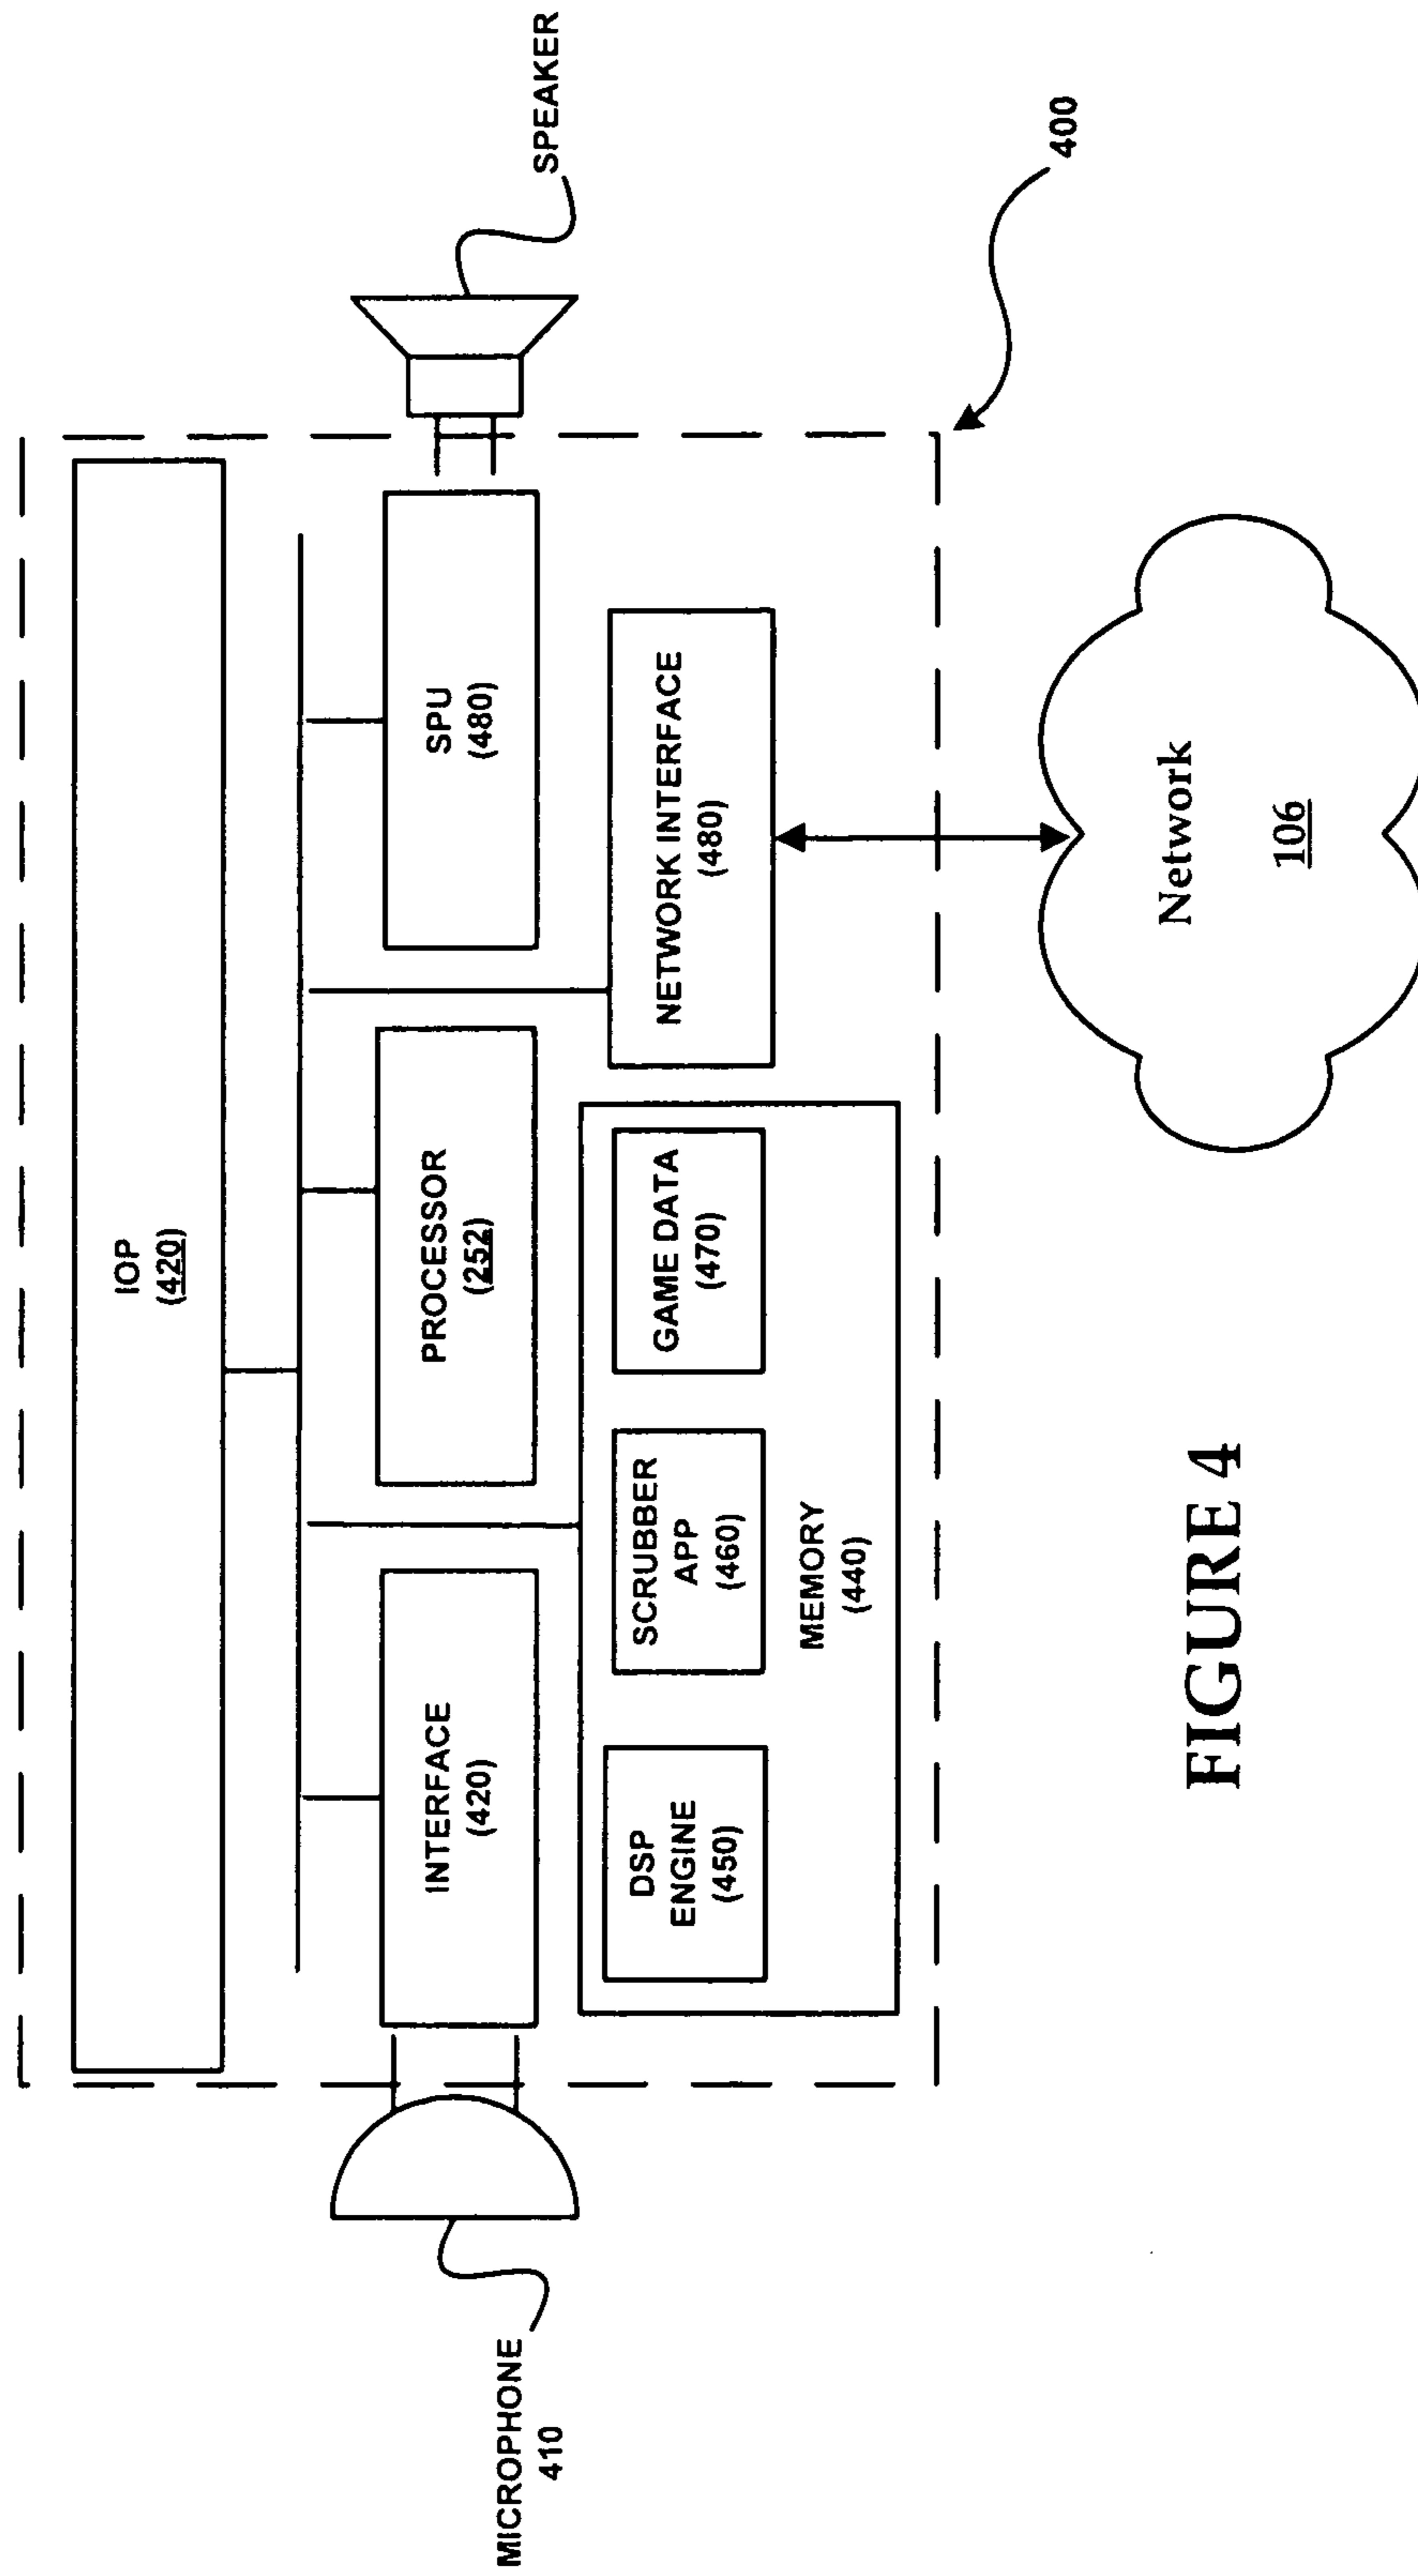 IOP
(420)
MICROPHONE
410
INTERFACE
(420)
PROCESSOR
(252)
SPU
(480)
SPEAKER
DSP
ENGINE
(450)
SCRUBBER
APP
(460)
GAME DATA
(470)
MEMORY
(440)
NETWORK INTERFACE
(480)
400
Network
106
FIGURE 4